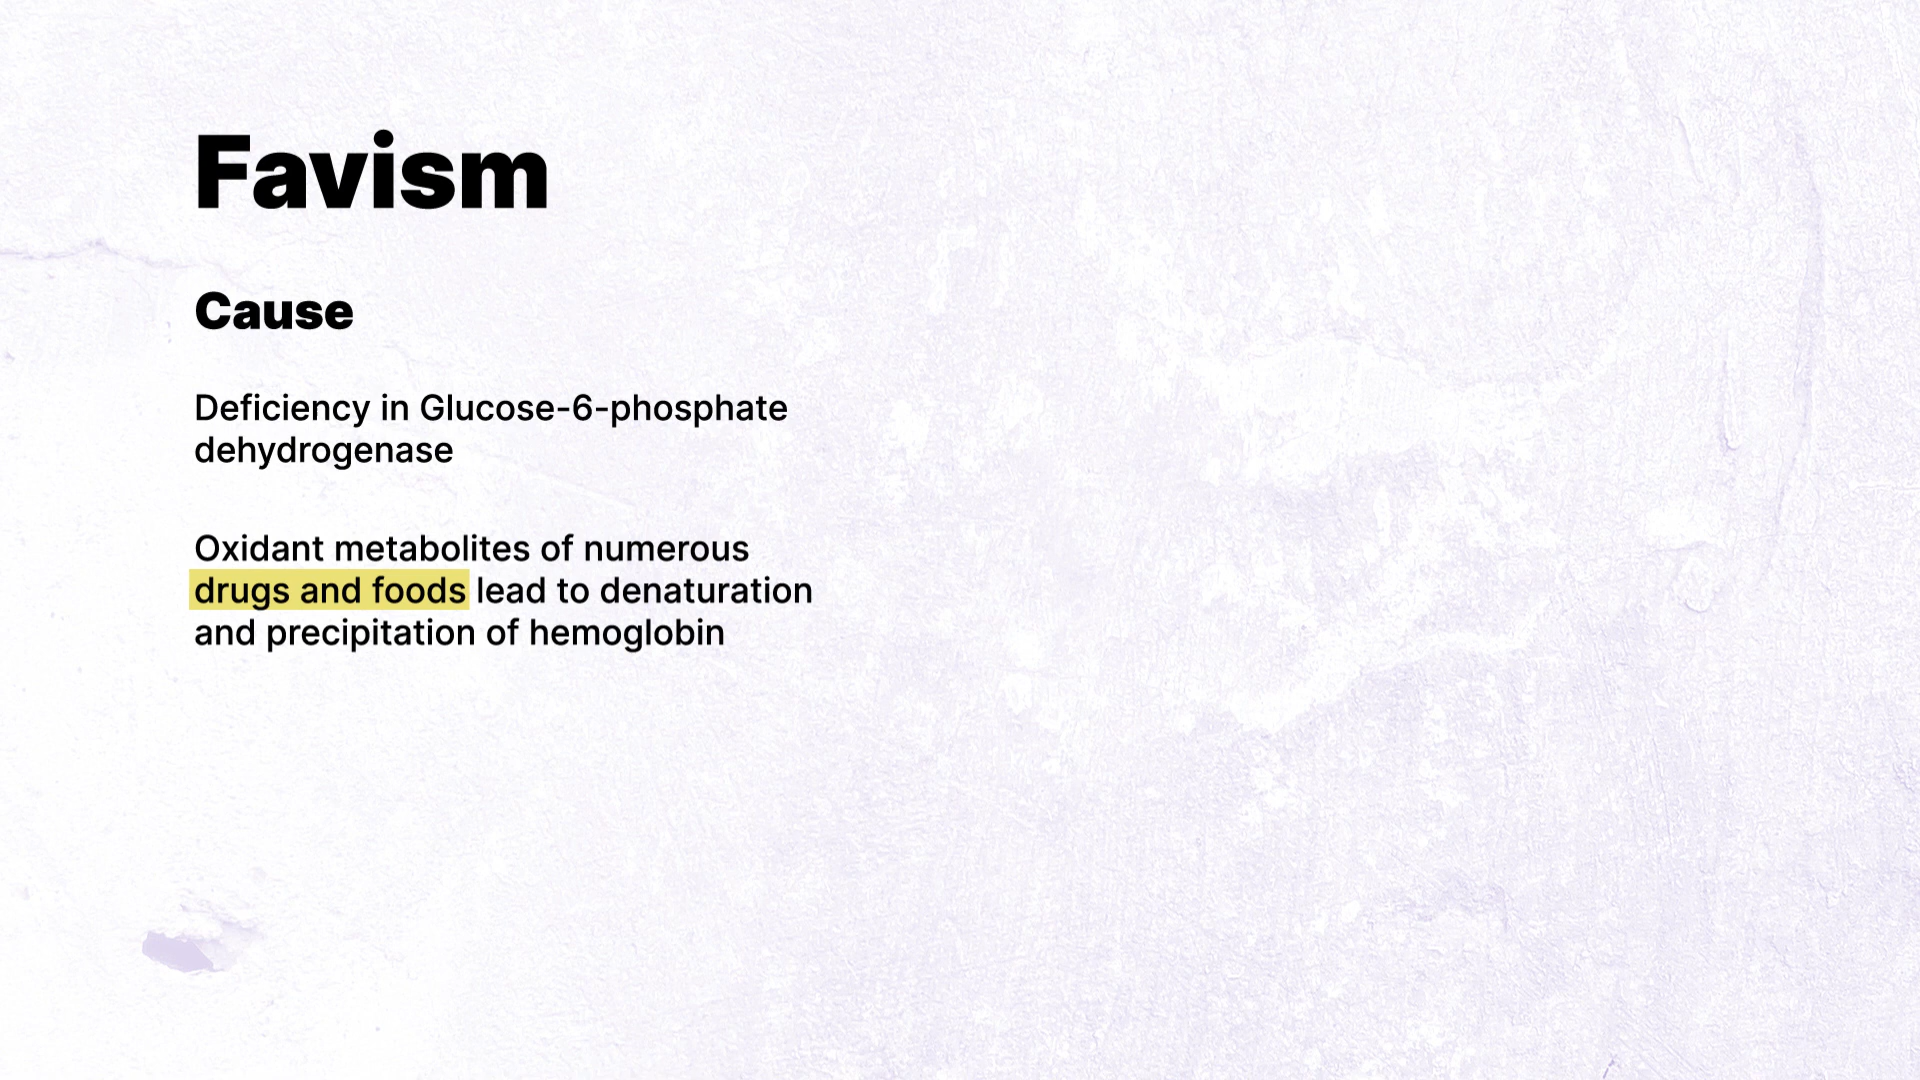 Favism
Cause
Deficiency in Glucose-6-phosphate
dehydrogenase
Oxidant metabolites of numerous
drugs and foods lead to denaturation
and precipitation of hemoglobin